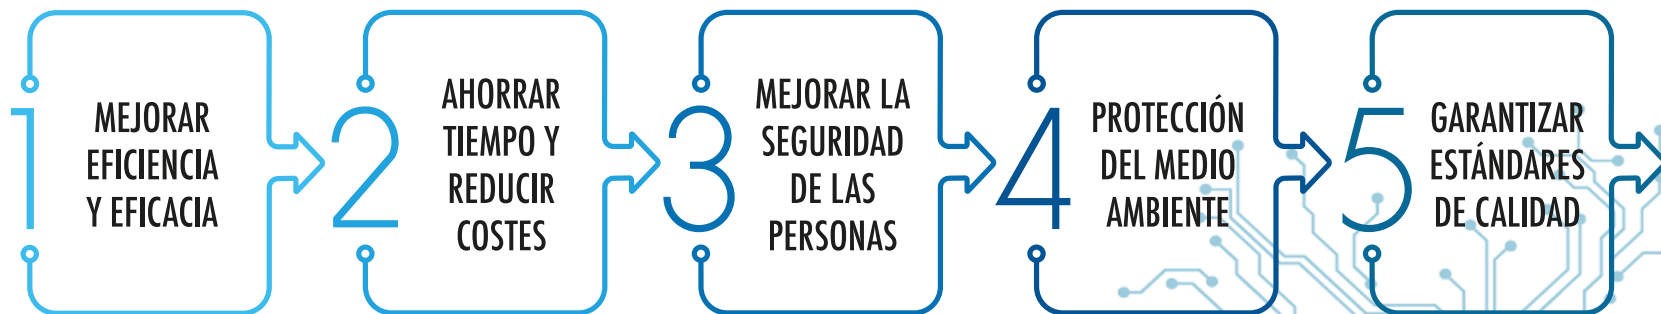 1
MEJORAR
EFICIENCIA
Y EFICACIA
2
AHORRAR
TIEMPO Y
REDUCIR
COSTES
3
MEJORAR LA
SEGURIDAD
DE LAS
PERSONAS
4
PROTECCIÓN
DEL MEDIO
AMBIENTE
5
GARANTIZAR
ESTÁNDARES
DE CALIDAD